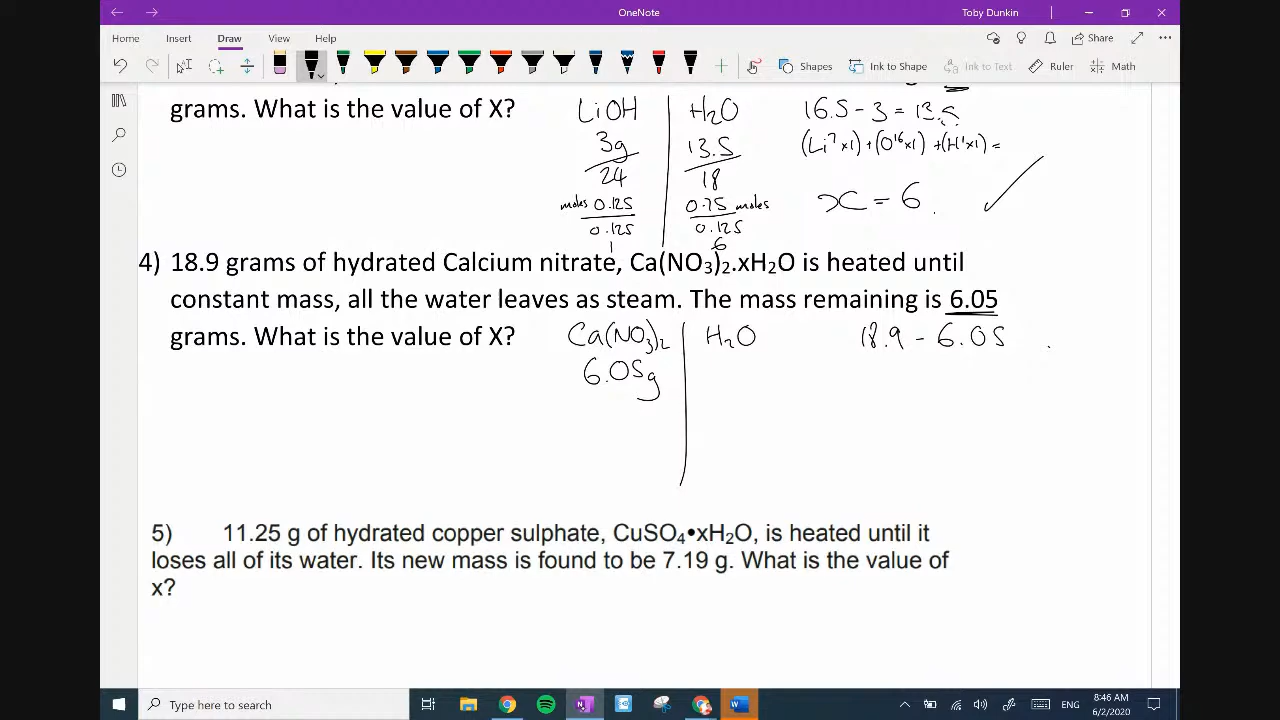 OneNote
Toby Dunkin
Home Insert Draw View Help
Share
Shapes Ink to Shape Ink to Text Ruler Math
grams. What is the value of X?
LiOH H₂O 16.5 - 3 = 13.5
3g 13.5 (Li⁷x1) + (O¹⁶x1) + (H¹x1) =
24 18
moles 0.125 0.75 moles x = 6
0.125 0.125
1 6
4) 18.9 grams of hydrated Calcium nitrate, Ca(NO₃)₂.xH₂O is heated until
constant mass, all the water leaves as steam. The mass remaining is 6.05
grams. What is the value of X? Ca(NO₃)₂ H₂O 18.9 - 6.05
6.05g
5) 11.25 g of hydrated copper sulphate, CuSO₄•xH₂O, is heated until it
loses all of its water. Its new mass is found to be 7.19 g. What is the value of
x?
Type here to search
ENG
8:46 AM
6/2/2020